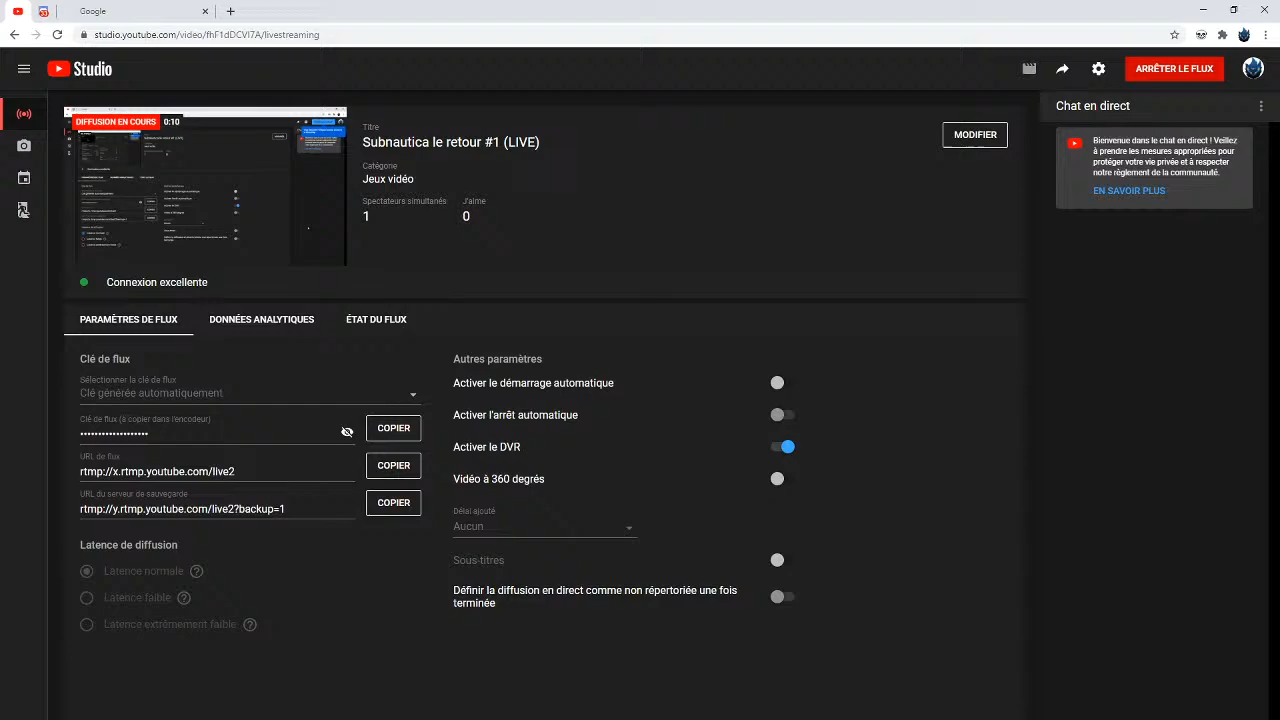 Google
studio.youtube.com/video/fhF1dDCVI7A/livestreaming
Studio
ARRÊTER LE FLUX
DIFFUSION EN COURS 0:10
Titre
Subnautica le retour #1 (LIVE)
MODIFIER
Catégorie
Jeux vidéo
Spectateurs simultanés J'aime
1 0
Connexion excellente
Chat en direct
Bienvenue dans le chat en direct ! Veillez
à prendre les mesures appropriées pour
protéger votre vie privée et à respecter
notre règlement de la communauté.
EN SAVOIR PLUS
PARAMÈTRES DE FLUX DONNÉES ANALYTIQUES ÉTAT DU FLUX
Clé de flux
Sélectionner la clé de flux
Clé générée automatiquement
Clé de flux (à copier dans l'encodeur)
•••••••••••••••••• COPIER
URL de flux
rtmp://x.rtmp.youtube.com/live2 COPIER
URL du serveur de sauvegarde
rtmp://y.rtmp.youtube.com/live2?backup=1 COPIER
Latence de diffusion
Latence normale
Latence faible
Latence extrêmement faible
Autres paramètres
Activer le démarrage automatique
Activer l'arrêt automatique
Activer le DVR
Vidéo à 360 degrés
Délai ajouté
Aucun
Sous-titres
Définir la diffusion en direct comme non répertoriée une fois
terminée